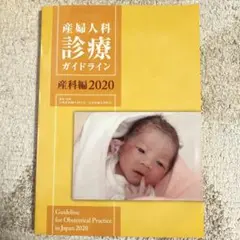 産婦人科
診療
ガイドライン
産科編2020
Guideline
for Obstetrical Practice
in Japan 2020